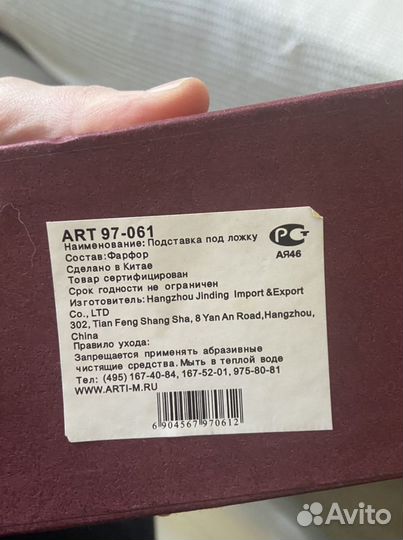 ART 97-061
Наименование: Подставка под ложку
Состав:Фарфор
Сделано в Китае
Товар сертифицирован
Срок годности не ограничен
Изготовитель: Hangzhou Jinding Import &Export
Co., LTD
302, Tian Feng Shang Sha, 8 Yan An Road,Hangzhou,
China
Правило ухода:
Запрещается применять абразивные
чистящие средства. Мыть в теплой воде
Тел: (495) 167-40-84, 167-52-01, 975-80-81
WWW.ARTI-M.RU
РСТ
АЯ46
6 904567 970612
Avito